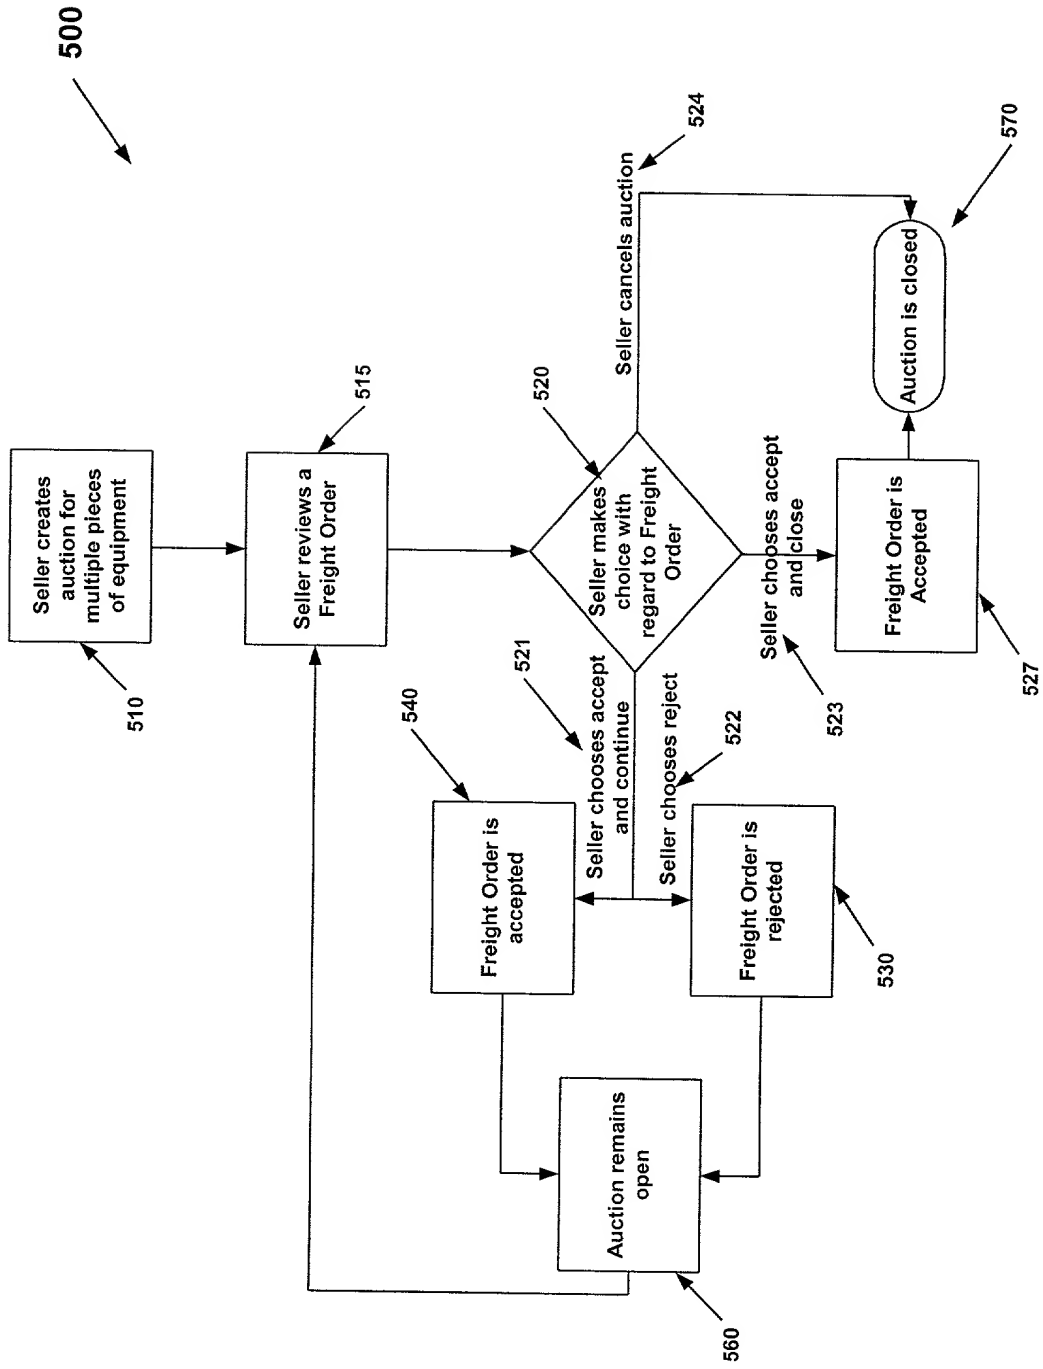 500
Seller creates
auction for
multiple pieces
of equipment
510
Seller reviews a
Freight Order
515
Seller makes
choice with
regard to Freight
Order
520
Seller chooses accept
and continue
521
Seller chooses reject
522
Seller chooses accept
and close
523
Seller cancels auction
524
Freight Order is
accepted
540
Freight Order is
rejected
530
Freight Order is
Accepted
527
Auction remains
open
560
Auction is closed
570